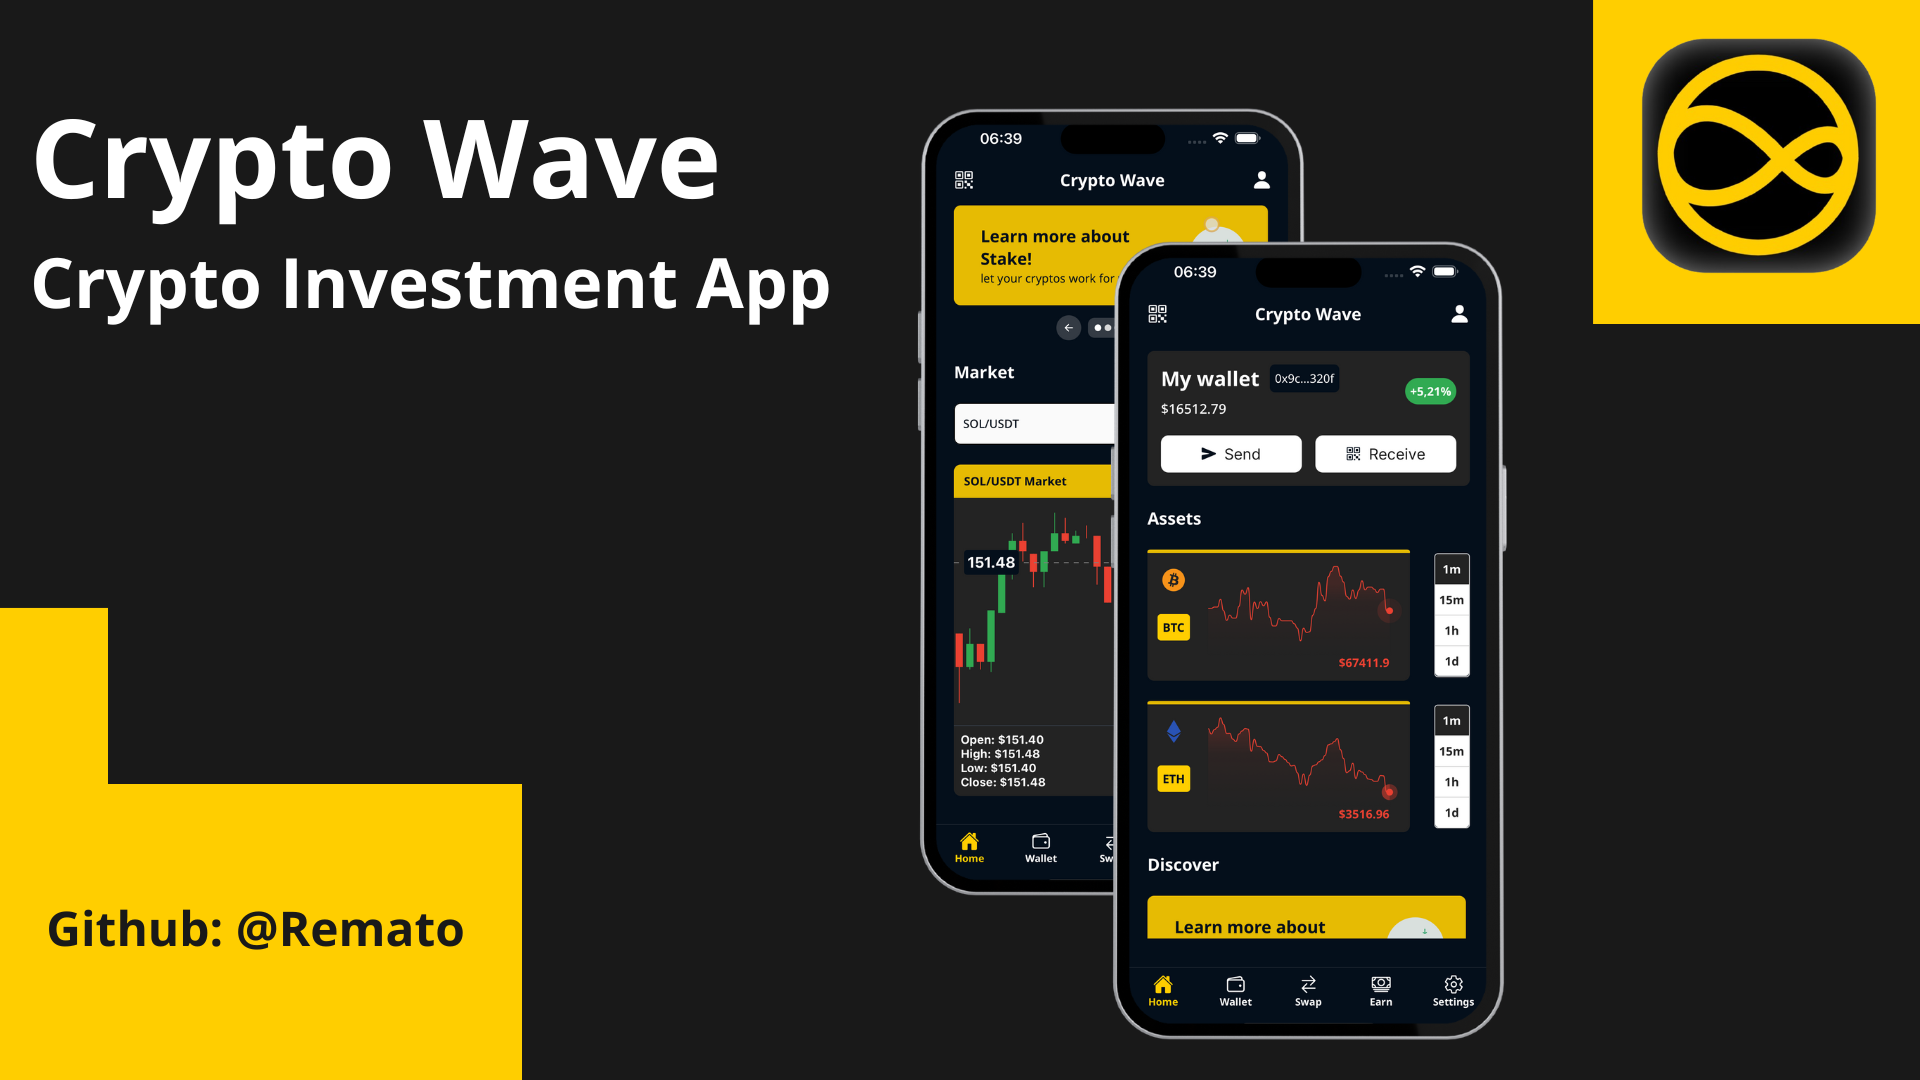 Crypto Wave
Crypto Investment App
Github: @Remato
06:39
Crypto Wave
Learn more about
Stake!
let your cryptos work for
Market
SOL/USDT
SOL/USDT Market
151.48
Open: $151.40
High: $151.48
Low: $151.40
Close: $151.48
Home
Wallet
06:39
Crypto Wave
My wallet
0x9c...320f
+5,21%
$16512.79
Send
Receive
Assets
BTC
$67411.9
1m
15m
1h
1d
ETH
$3516.96
1m
15m
1h
1d
Discover
Learn more about
Home
Wallet
Swap
Earn
Settings